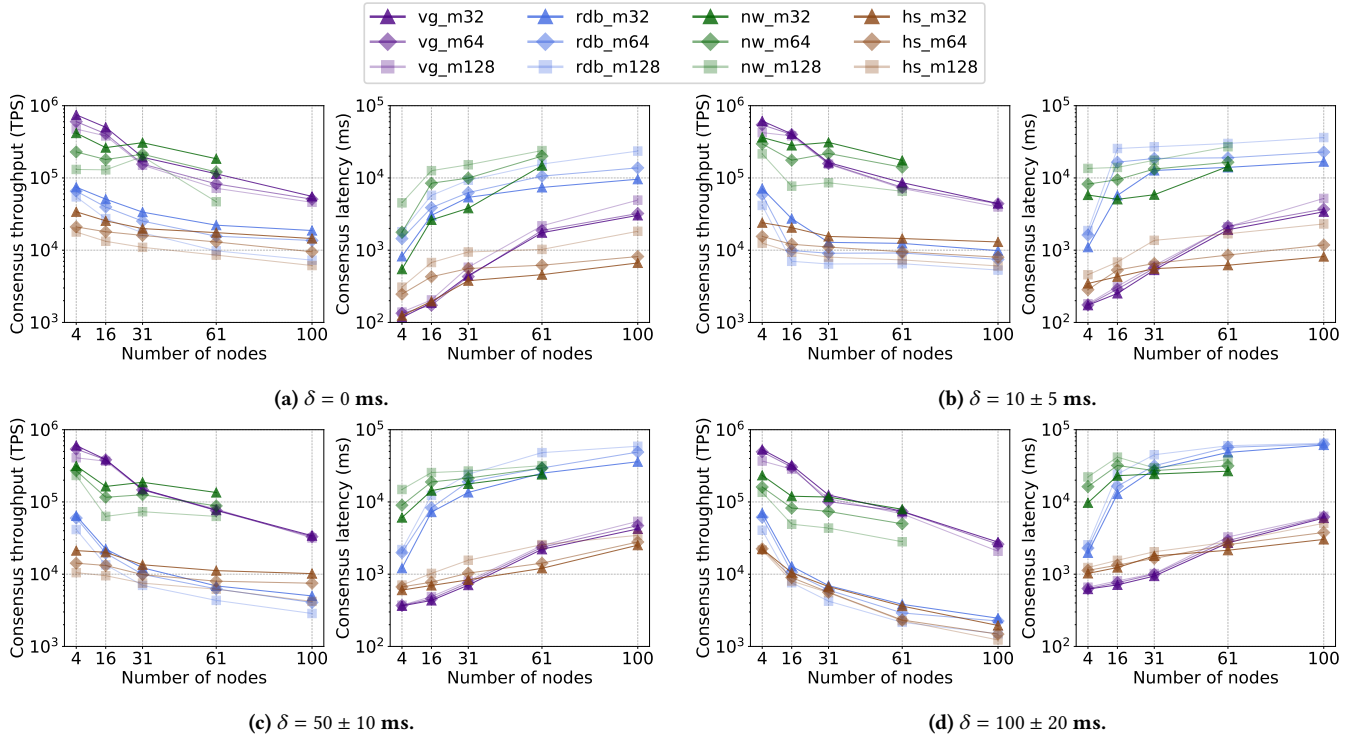 vg_m32 rdb_m32 nw_m32 hs_m32
vg_m64 rdb_m64 nw_m64 hs_m64
vg_m128 rdb_m128 nw_m128 hs_m128
Consensus throughput (TPS)
10^6
10^5
10^4
10^3
4 16 31 61 100
Number of nodes
Consensus latency (ms)
10^5
10^4
10^3
10^2
4 16 31 61 100
Number of nodes
(a) δ = 0 ms.
Consensus throughput (TPS)
10^6
10^5
10^4
10^3
4 16 31 61 100
Number of nodes
Consensus latency (ms)
10^5
10^4
10^3
10^2
4 16 31 61 100
Number of nodes
(b) δ = 10 ± 5 ms.
Consensus throughput (TPS)
10^6
10^5
10^4
10^3
4 16 31 61 100
Number of nodes
Consensus latency (ms)
10^5
10^4
10^3
10^2
4 16 31 61 100
Number of nodes
(c) δ = 50 ± 10 ms.
Consensus throughput (TPS)
10^6
10^5
10^4
10^3
4 16 31 61 100
Number of nodes
Consensus latency (ms)
10^5
10^4
10^3
10^2
4 16 31 61 100
Number of nodes
(d) δ = 100 ± 20 ms.